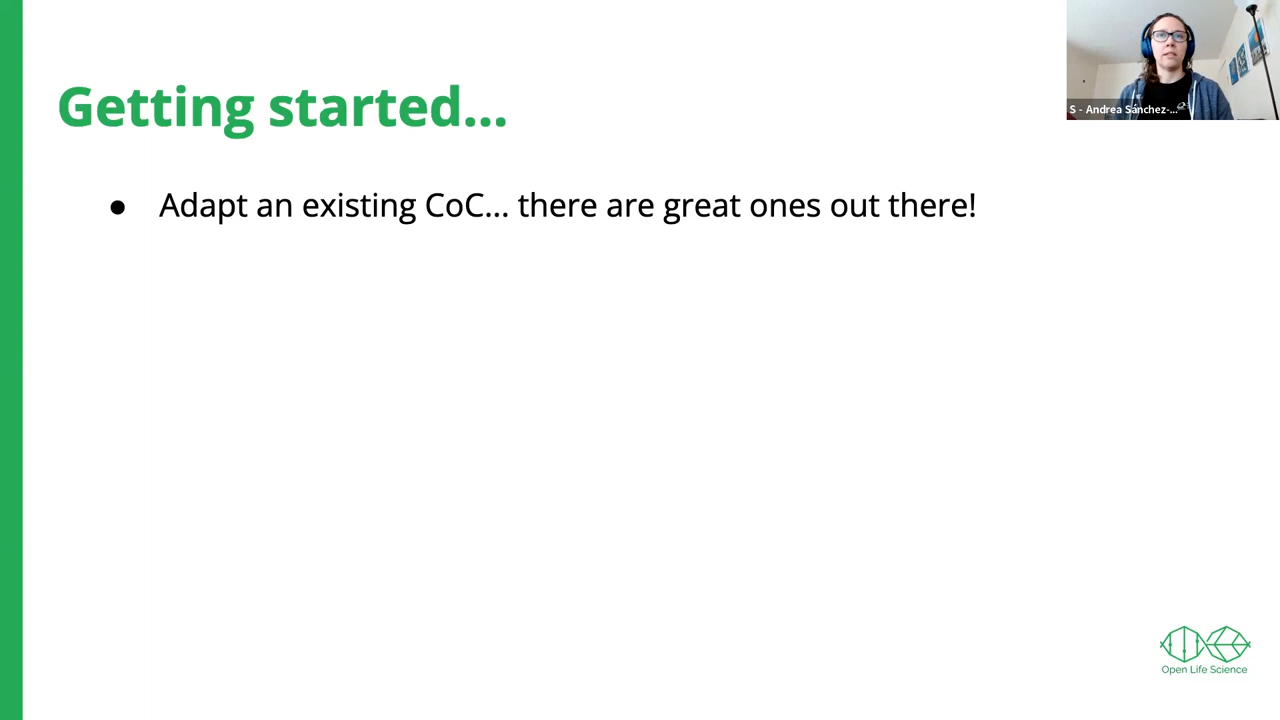 S - Andrea Sánchez-...
Getting started...
● Adapt an existing CoC... there are great ones out there!
Open Life Science